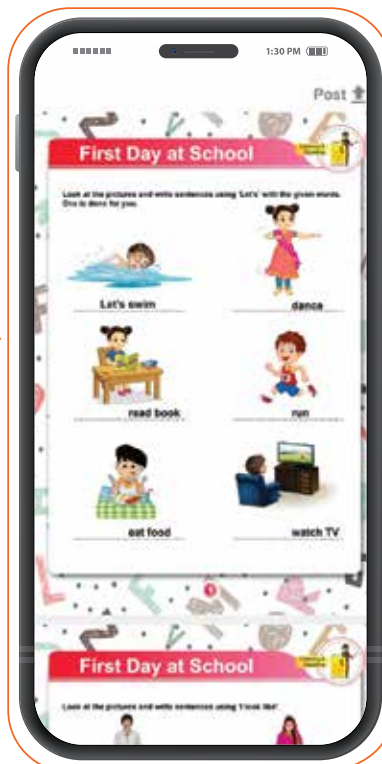 1:30 PM
Post
First Day at School
Look at the pictures and write sentences using 'Let's' with the given words.
One is done for you.
Let's swim
dance
read book
run
eat food
watch TV
First Day at School
Look at the pictures and write sentences using 'I look like'.